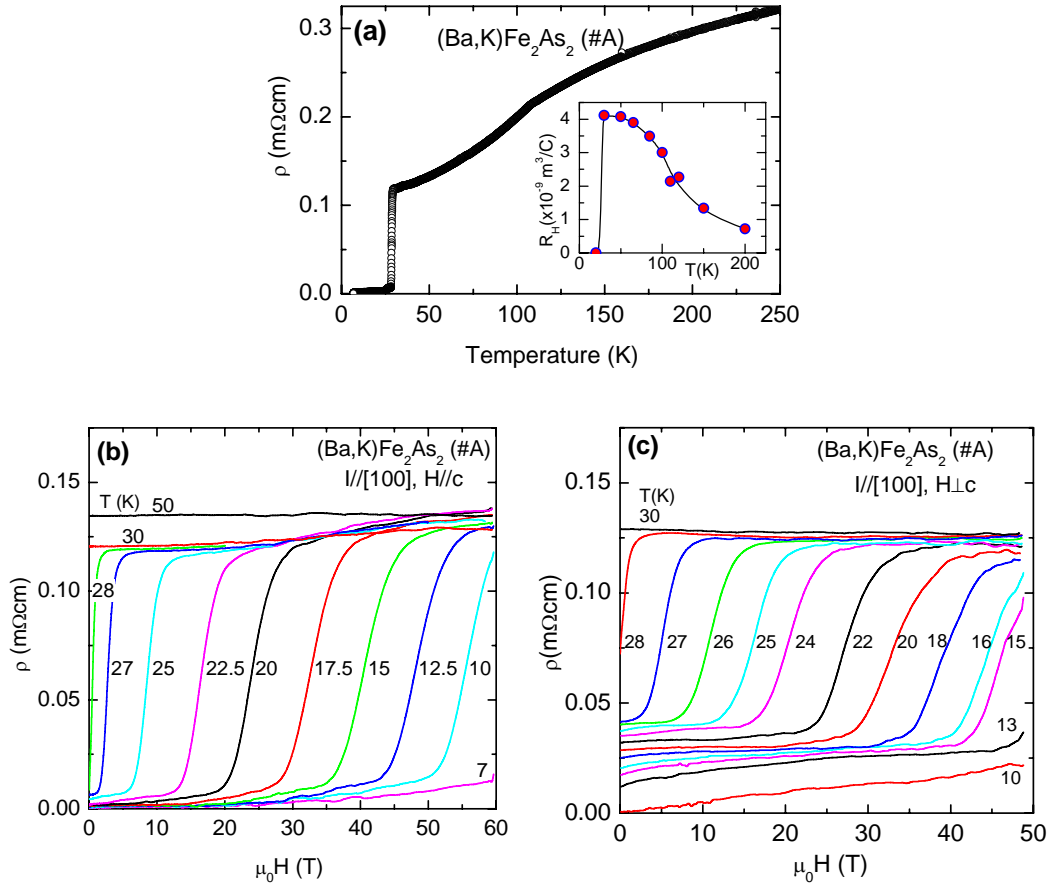 (a)
(Ba,K)Fe₂As₂ (#A)
ρ (mΩcm)
0.3
0.2
0.1
0.0
0 50 100 150 200 250
Temperature (K)
R_H(x10⁻⁹ m³/C)
4
3
2
1
0
0 100 200
T(K)
(b)
(Ba,K)Fe₂As₂ (#A)
I//[100], H//c
ρ (mΩcm)
0.15
0.10
0.05
0.00
T (K)
50
30
28
27 25 22.5 20 17.5 15 12.5 10
7
0 10 20 30 40 50 60
μ₀H (T)
(c)
(Ba,K)Fe₂As₂ (#A)
I//[100], H⊥c
ρ(mΩcm)
0.15
0.10
0.05
0.00
T(K)
30
28 27 26 25 24 22 20 18 16 15
13
10
0 10 20 30 40 50
μ₀H (T)